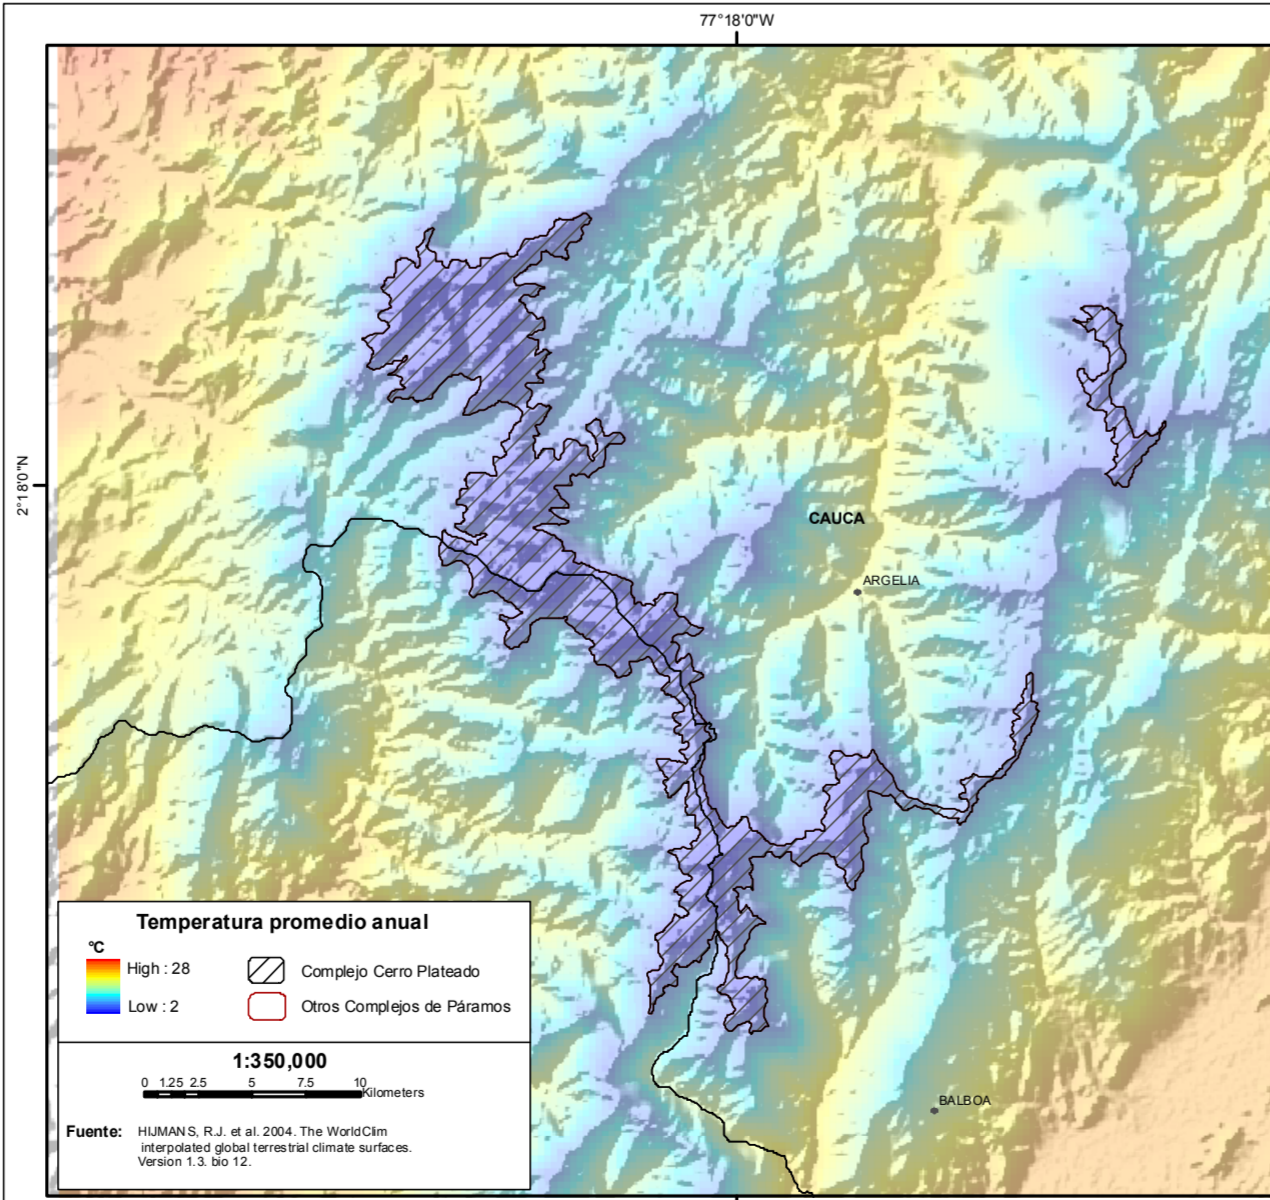 77°18'0"W
2°18'0"N
CAUCA
ARGELIA
BALBOA
Temperatura promedio anual
°C
High : 28
Low : 2
Complejo Cerro Plateado
Otros Complejos de Páramos
1:350,000
0 1.25 2.5 5 7.5 10
Kilometers
Fuente: HIJMANS, R.J. et al. 2004. The WorldClim
interpolated global terrestrial climate surfaces.
Version 1.3. bio 12.